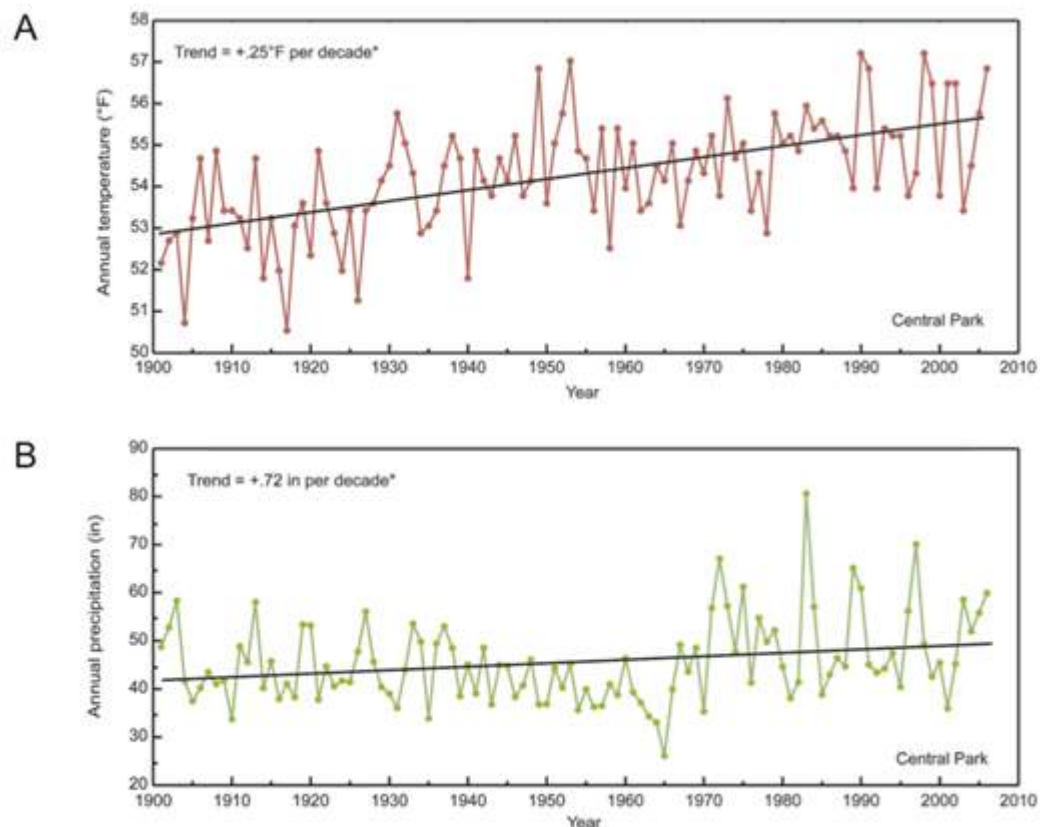 A
Trend = +.25°F per decade*
Annual temperature (°F)
58
57
56
55
54
53
52
51
50
Central Park
1900 1910 1920 1930 1940 1950 1960 1970 1980 1990 2000 2010
Year
B
Trend = +.72 in per decade*
Annual precipitation (in)
90
80
70
60
50
40
30
20
Central Park
1900 1910 1920 1930 1940 1950 1960 1970 1980 1990 2000 2010
Year